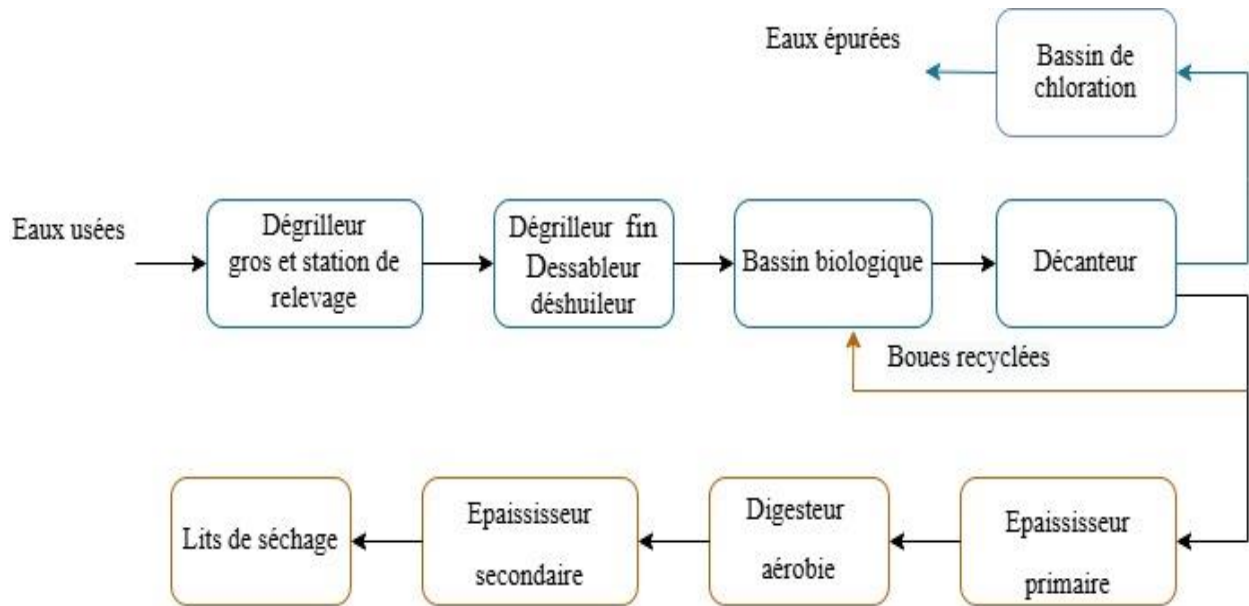 Eaux épurées
Bassin de
chloration
Eaux usées
Dégrilleur
gros et station de
relevage
Dégrilleur fin
Dessableur
déshuileur
Bassin biologique
Décanteur
Boues recyclées
Lits de séchage
Epaississeur
secondaire
Digesteur
aérobie
Epaississeur
primaire